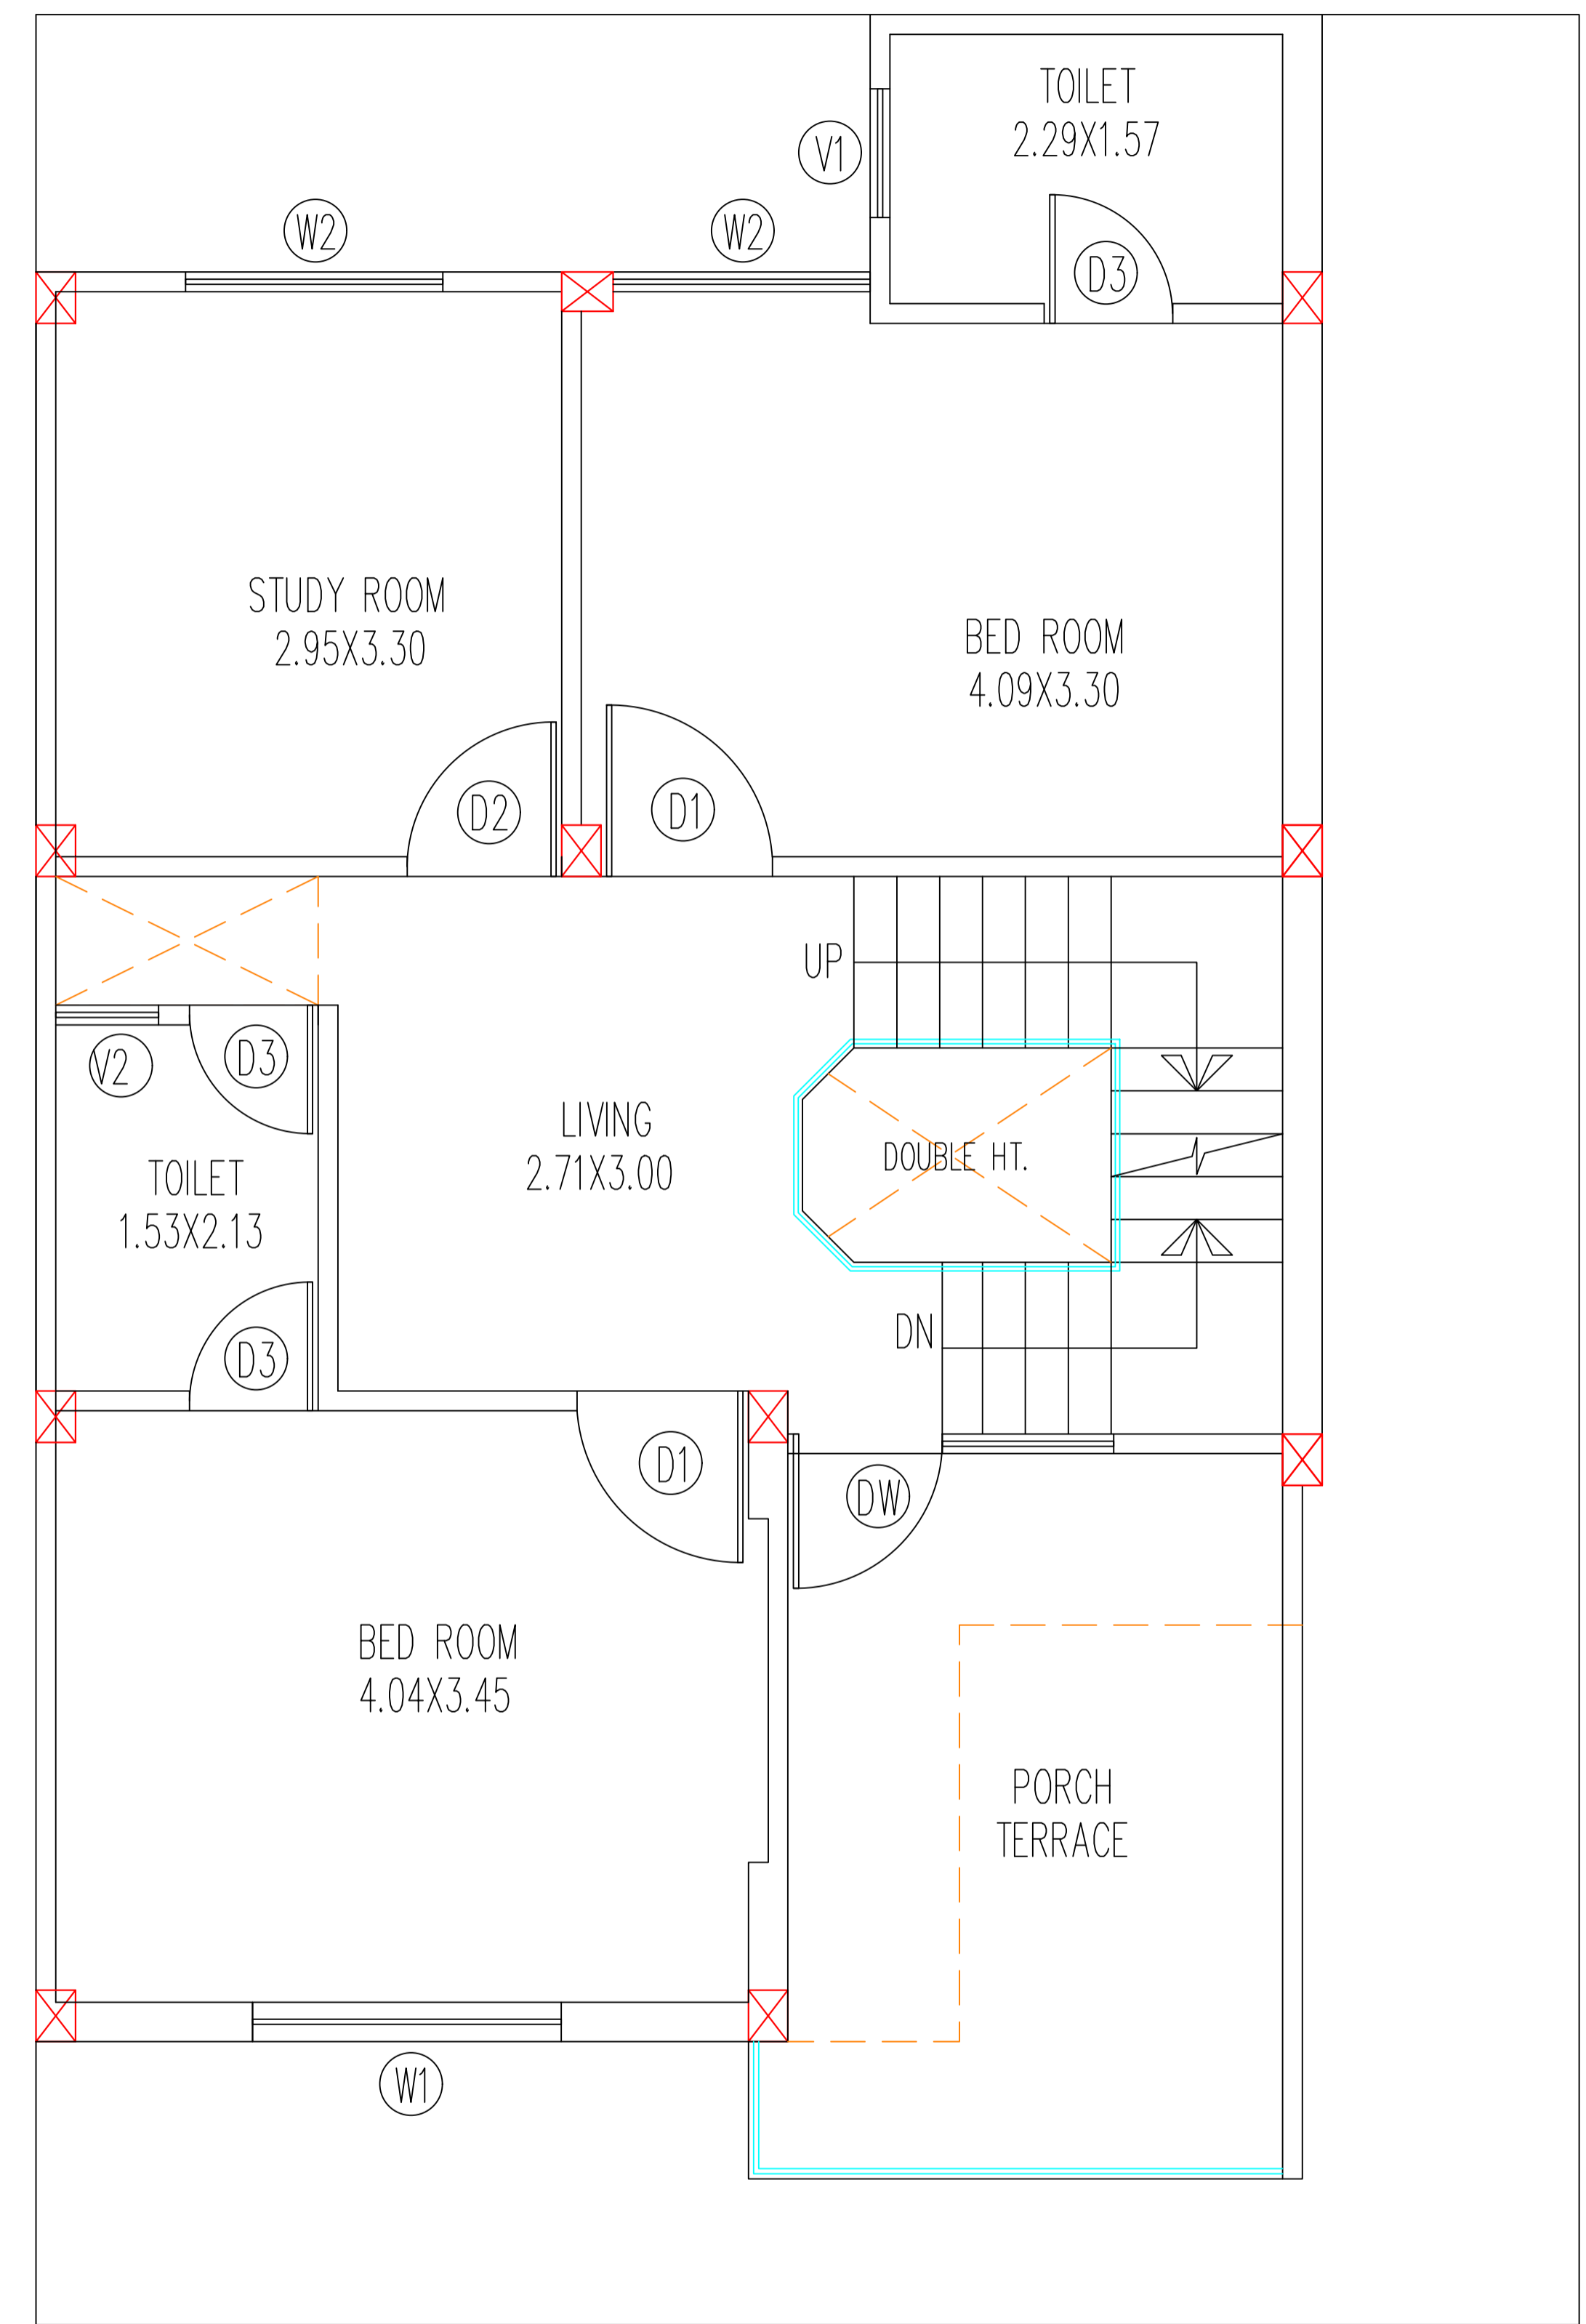 TOILET
2.29X1.57
V1
W2
W2
D3
STUDY ROOM
2.95X3.30
BED ROOM
4.09X3.30
D2
D1
UP
D3
V2
LIVING
2.71X3.00
DOUBLE HT.
TOILET
1.53X2.13
DN
D3
D1
DW
BED ROOM
4.04X3.45
PORCH
TERRACE
W1